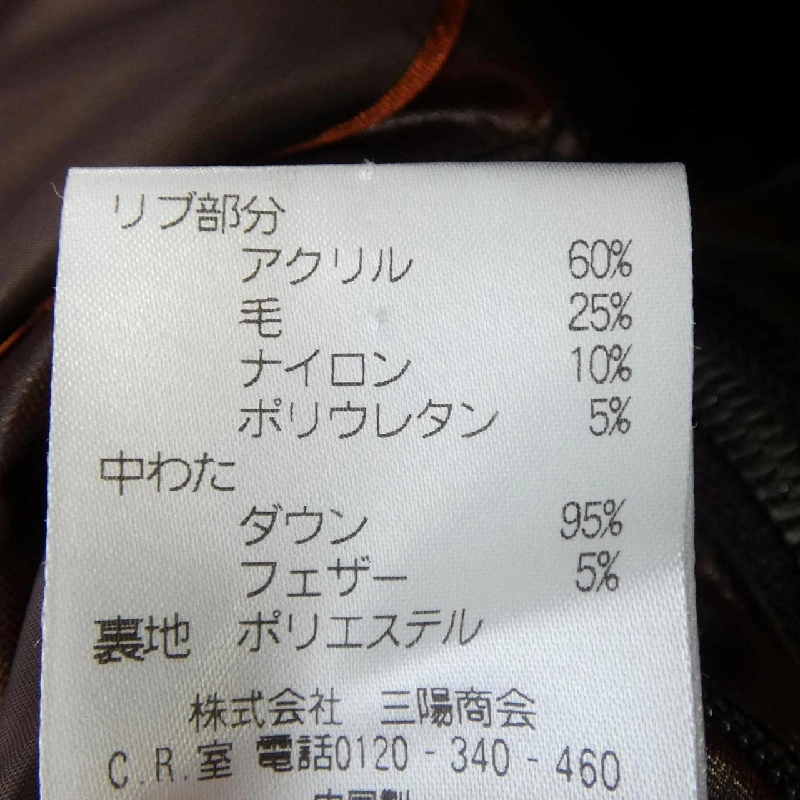 リブ部分
アクリル 60%
毛 25%
ナイロン 10%
ポリウレタン 5%
中わた
ダウン 95%
フェザー 5%
裏地 ポリエステル
株式会社 三陽商会
C.R.室 電話0120-340-460
中国製